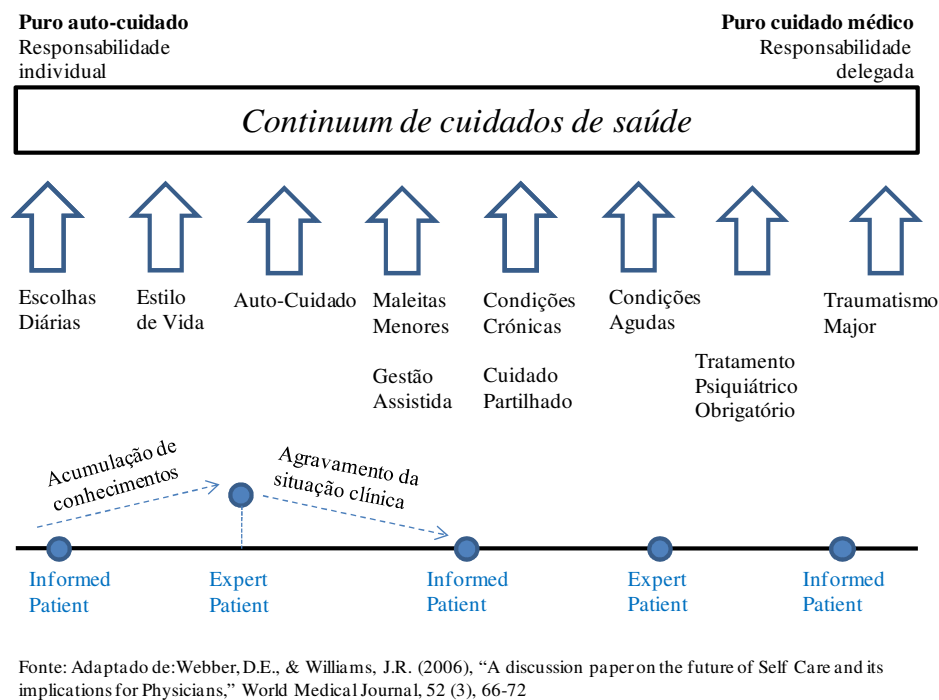 Puro auto-cuidado
Responsabilidade
individual
Puro cuidado médico
Responsabilidade
delegada
Continuum de cuidados de saúde
Escolhas
Diárias
Estilo
de Vida
Auto-Cuidado
Maleitas
Menores
Gestão
Assistida
Condições
Crónicas
Cuidado
Partilhado
Condições
Agudas
Tratamento
Psiquiátrico
Obrigatório
Traumatismo
Major
Acumulação de
conhecimentos
Agravamento da
situação clínica
Informed
Patient
Expert
Patient
Informed
Patient
Expert
Patient
Informed
Patient
Fonte: Adaptado de:Webber, D.E., & Williams, J.R. (2006), “A discussion paper on the future of Self Care and its
implications for Physicians,” World Medical Journal, 52 (3), 66-72